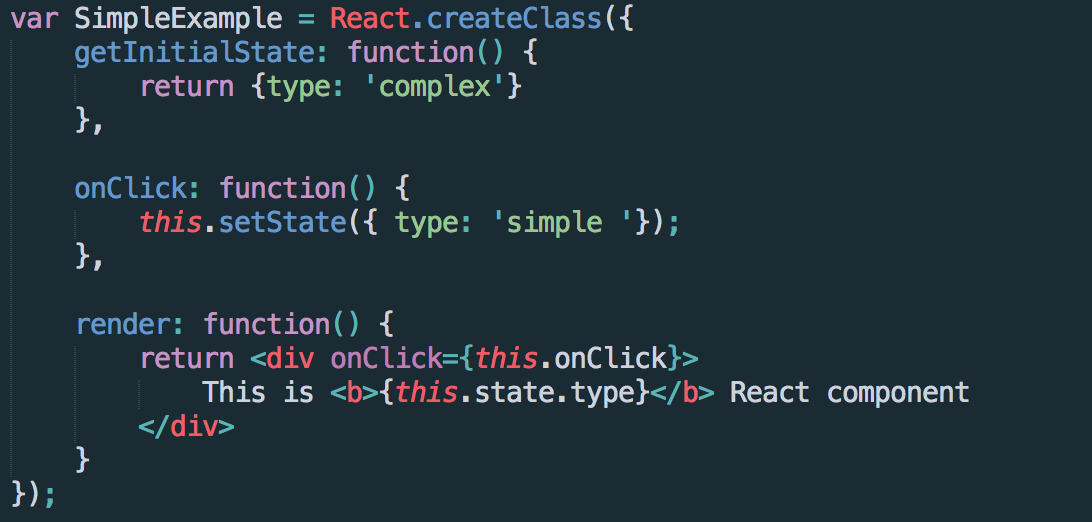 var SimpleExample = React.createClass({
    getInitialState: function() {
        return {type: 'complex'}
    },

    onClick: function() {
        this.setState({ type: 'simple '});
    },

    render: function() {
        return <div onClick={this.onClick}>
            This is <b>{this.state.type}</b> React component
        </div>
    }
});